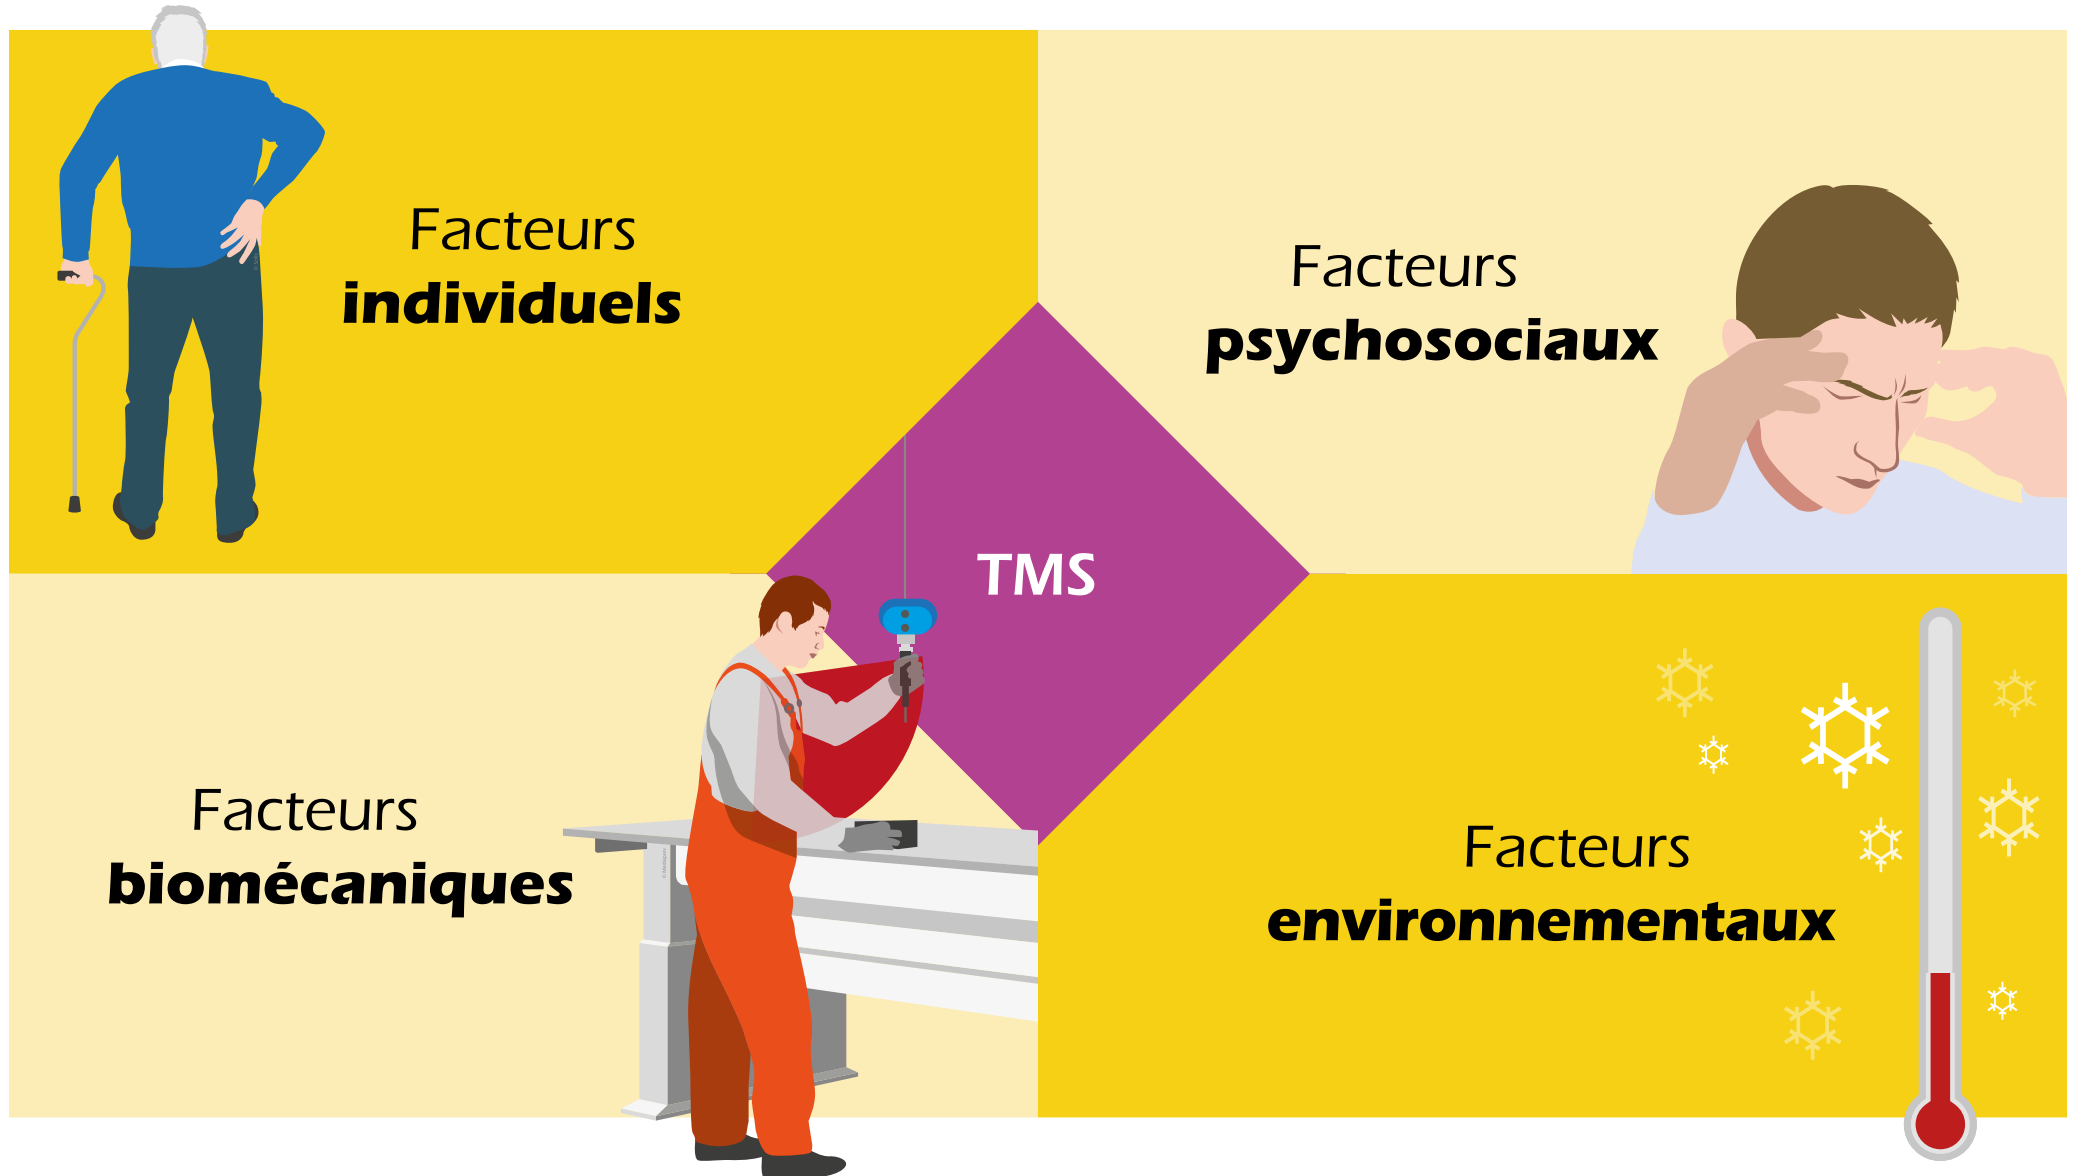 Facteurs
individuels
Facteurs
psychosociaux
TMS
Facteurs
biomécaniques
Facteurs
environnementaux